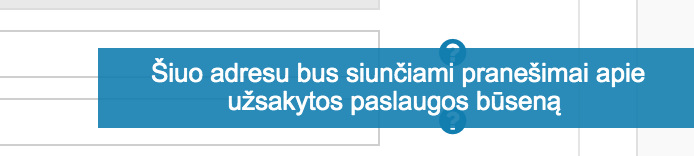 ?
Šiuo adresu bus siunčiami pranešimai apie
užsakytos paslaugos būseną
?